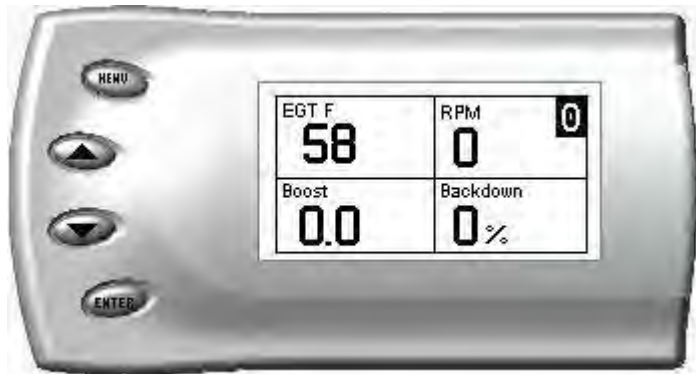 MENU
EGT F
58
RPM
0
0
Boost
0.0
Backdown
0%
ENTER